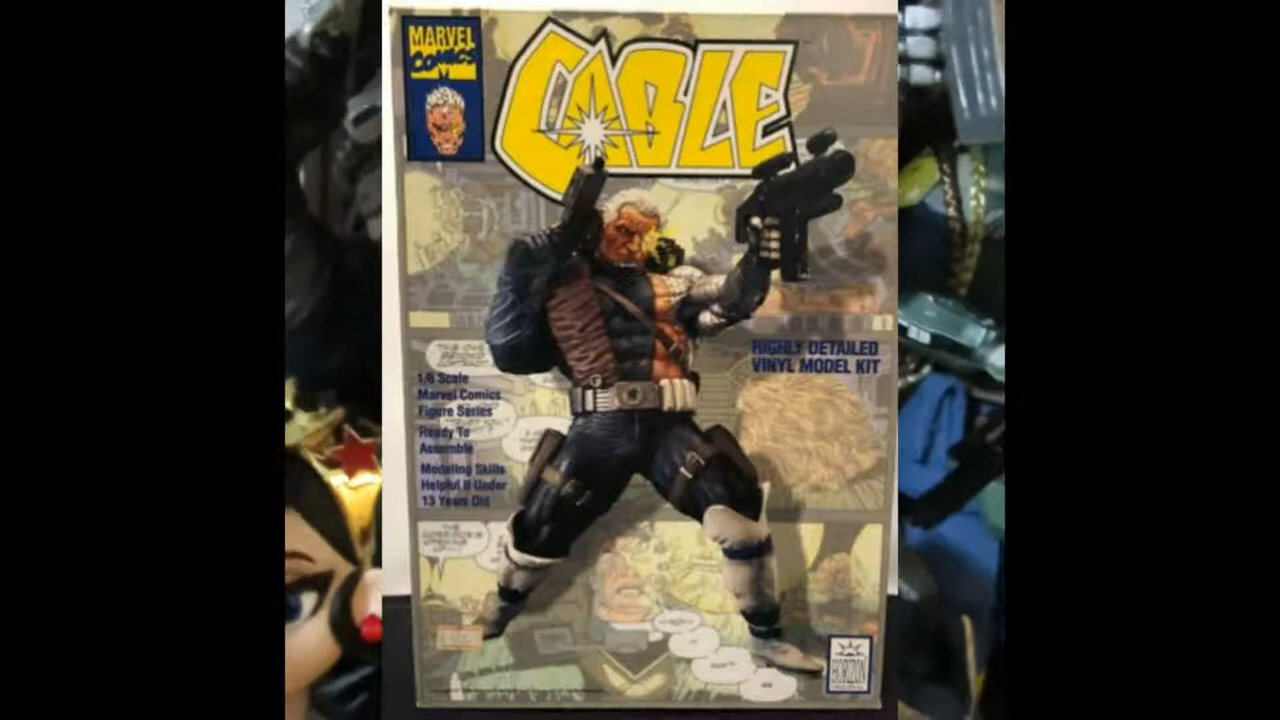 MARVEL
COMICS
CABLE
HIGHLY DETAILED
VINYL MODEL KIT
1/6 Scale
Marvel Comics
Figure Series
Ready To
Assemble
Modeling Skills
Helpful If Under
13 Years Old
HORIZON